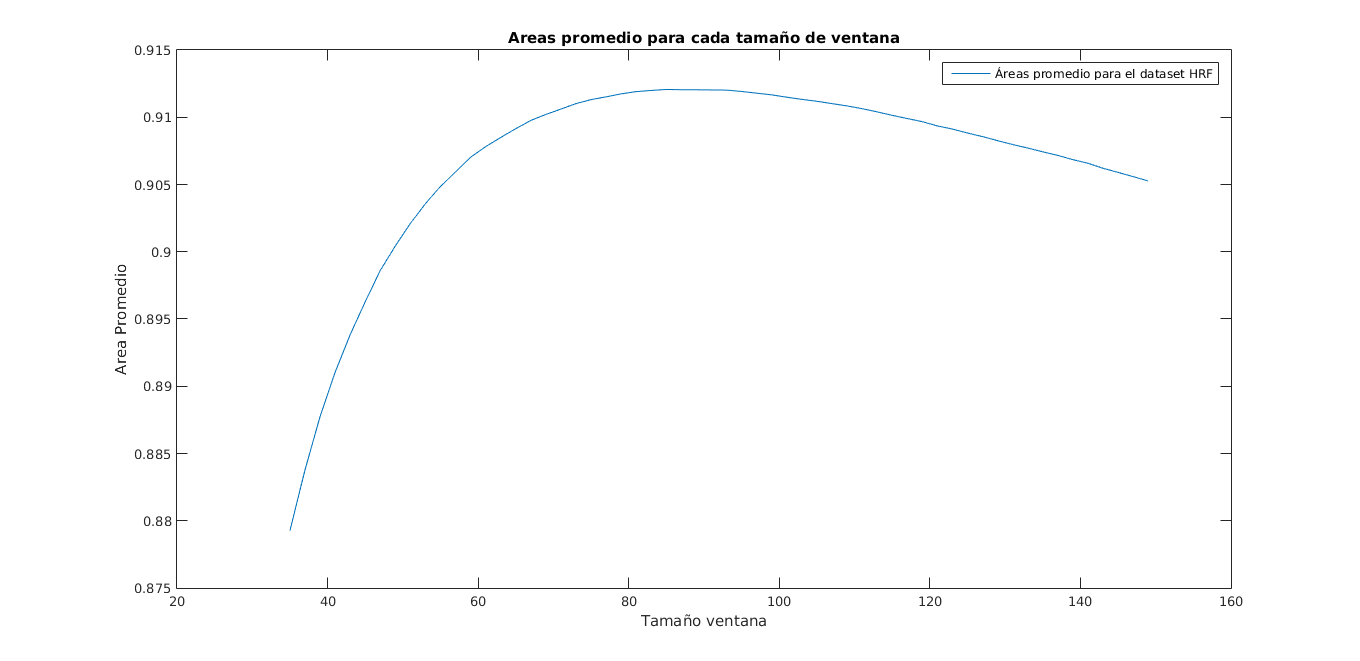 Areas promedio para cada tamaño de ventana
Áreas promedio para el dataset HRF
0.915
0.91
0.905
0.9
0.895
0.89
0.885
0.88
0.875
Area Promedio
20 40 60 80 100 120 140 160
Tamaño ventana